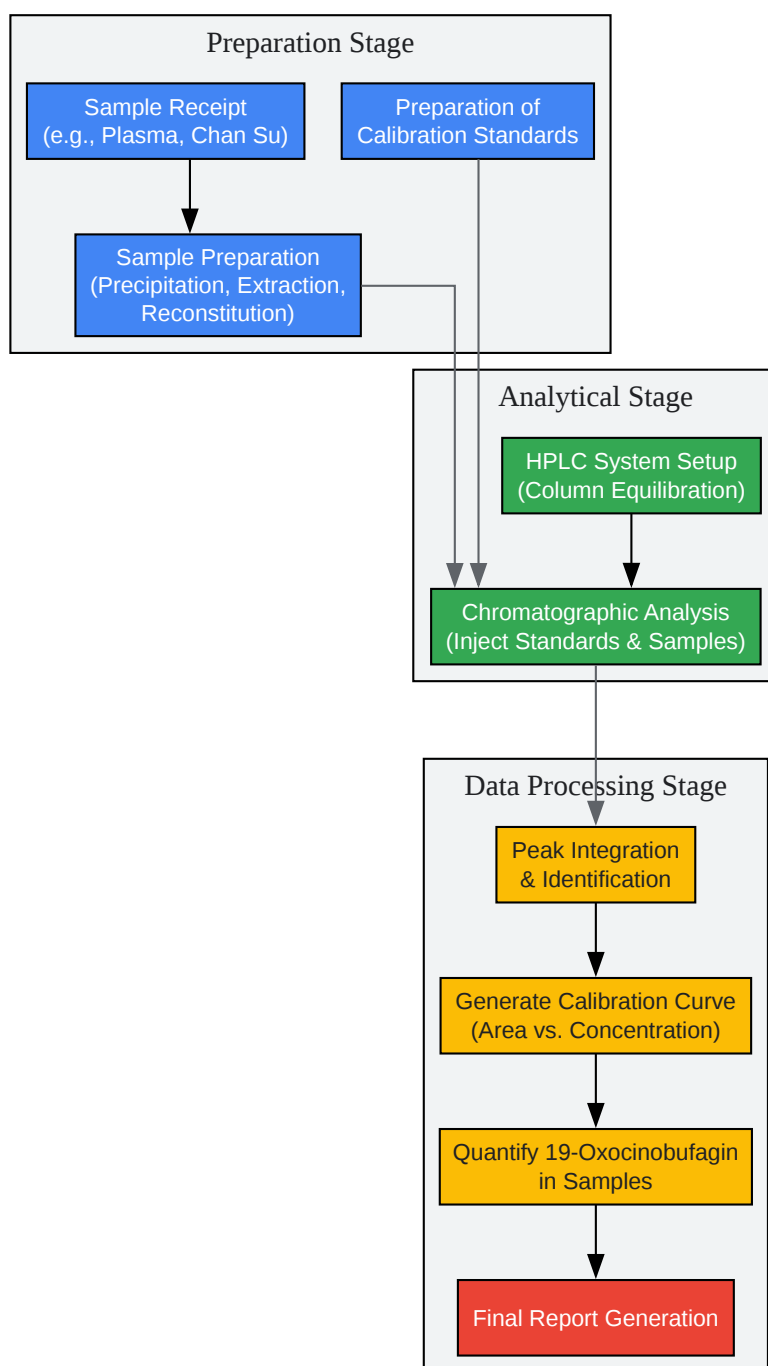 Preparation Stage
Sample Receipt
(e.g., Plasma, Chan Su)
Preparation of
Calibration Standards
Sample Preparation
(Precipitation, Extraction,
Reconstitution)
Analytical Stage
HPLC System Setup
(Column Equilibration)
Chromatographic Analysis
(Inject Standards & Samples)
Data Processing Stage
Peak Integration
& Identification
Generate Calibration Curve
(Area vs. Concentration)
Quantify 19-Oxocinobufagin
in Samples
Final Report Generation